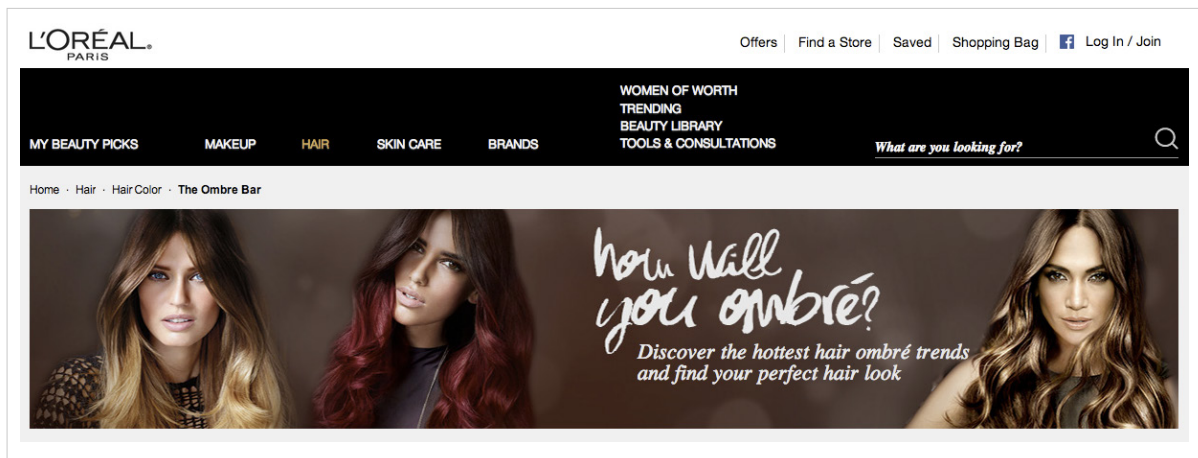 L'ORÉAL®
PARIS
Offers
Find a Store
Saved
Shopping Bag
f
Log In / Join
WOMEN OF WORTH
TRENDING
BEAUTY LIBRARY
TOOLS & CONSULTATIONS
MY BEAUTY PICKS
MAKEUP
HAIR
SKIN CARE
BRANDS
What are you looking for?
Home · Hair · Hair Color · The Ombre Bar
how will
you ombré?
Discover the hottest hair ombré trends
and find your perfect hair look